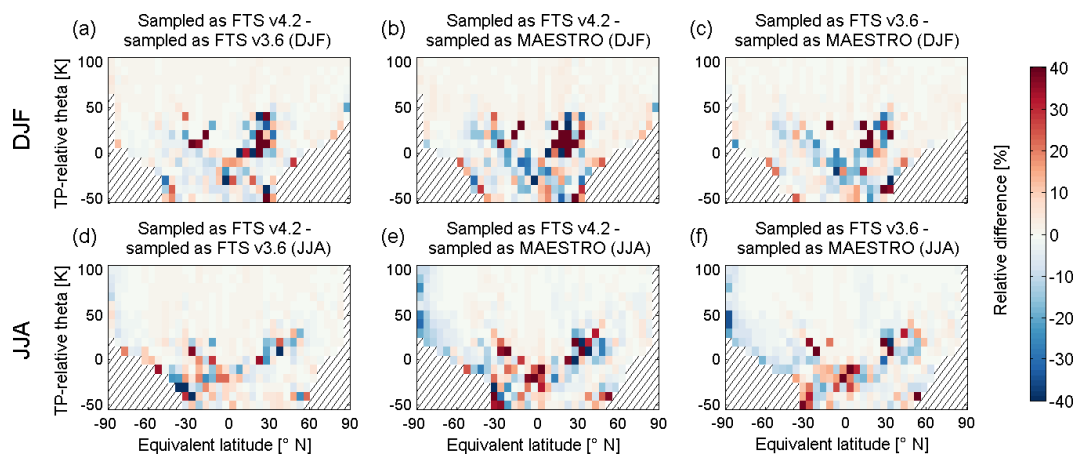 (a) Sampled as FTS v4.2 -
sampled as FTS v3.6 (DJF)
(b) Sampled as FTS v4.2 -
sampled as MAESTRO (DJF)
(c) Sampled as FTS v3.6 -
sampled as MAESTRO (DJF)
DJF
TP-relative theta [K]
100
50
0
-50
40
30
20
10
0
-10
-20
-30
-40
Relative difference [%]
(d) Sampled as FTS v4.2 -
sampled as FTS v3.6 (JJA)
(e) Sampled as FTS v4.2 -
sampled as MAESTRO (JJA)
(f) Sampled as FTS v3.6 -
sampled as MAESTRO (JJA)
JJA
TP-relative theta [K]
100
50
0
-50
-90 -60 -30 0 30 60 90
-90 -60 -30 0 30 60 90
-90 -60 -30 0 30 60 90
Equivalent latitude [° N]
Equivalent latitude [° N]
Equivalent latitude [° N]